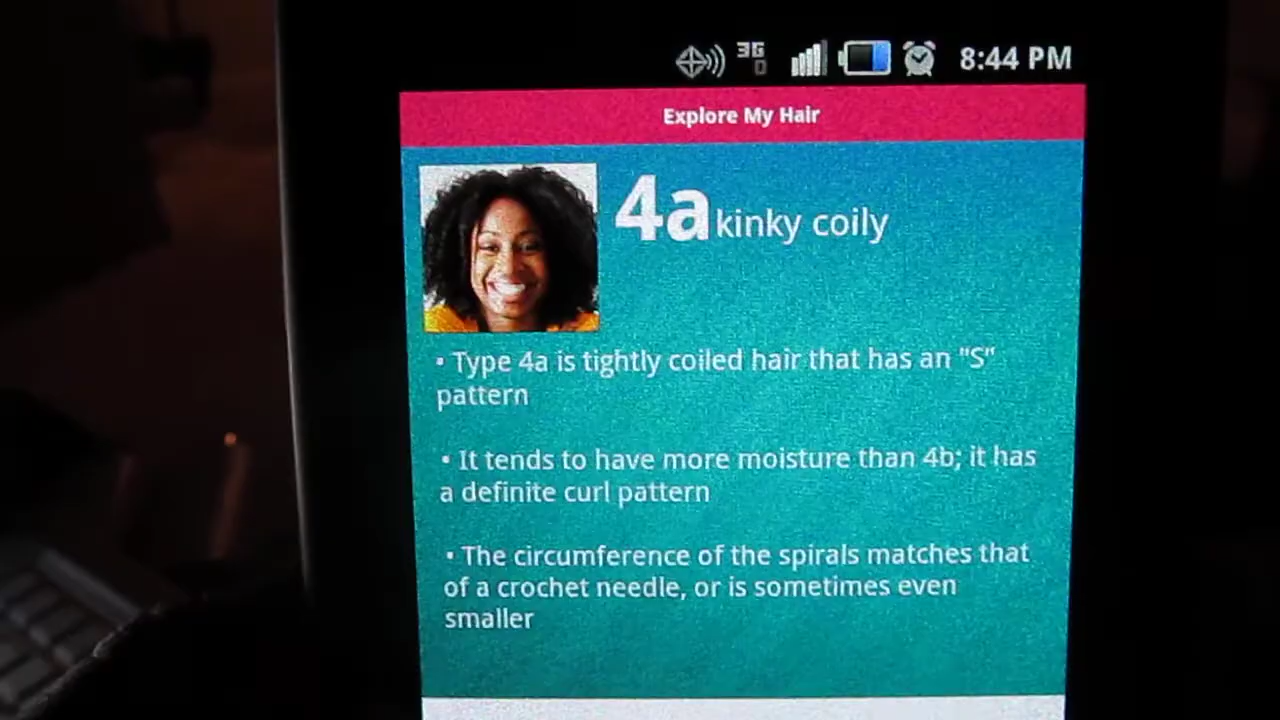 3G
8:44 PM
Explore My Hair
4a kinky coily
• Type 4a is tightly coiled hair that has an "S"
pattern
• It tends to have more moisture than 4b; it has
a definite curl pattern
• The circumference of the spirals matches that
of a crochet needle, or is sometimes even
smaller